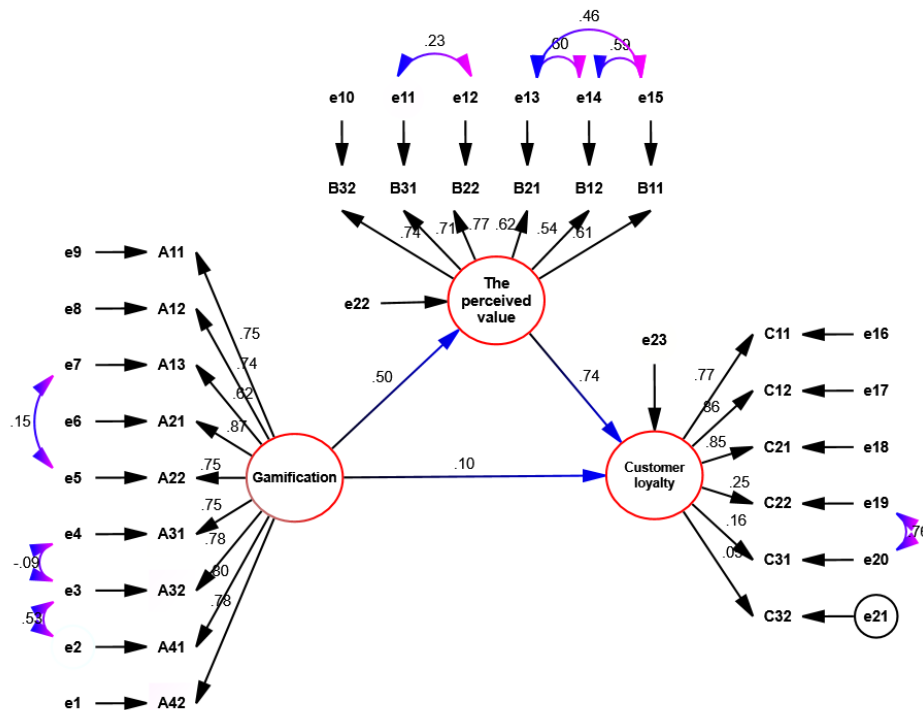 .46
.23
.60
.59
e10 e11 e12 e13 e14 e15
B32 B31 B22 B21 B12 B11
.74 .71 .77 .62 .54 .61
The
perceived
value
e22
e9 A11
e8 A12
e7 A13
e6 A21
e5 A22
e4 A31
e3 A32
e2 A41
e1 A42
.15
-.09
.53
.75
.74
.62
.87
.75
.75
.78
.80
.78
Gamification
.50
.74
.10
e23
Customer
loyalty
.77
.86
.85
.25
.16
C11 e16
C12 e17
C21 e18
C22 e19
C31 e20
C32 e21
.76